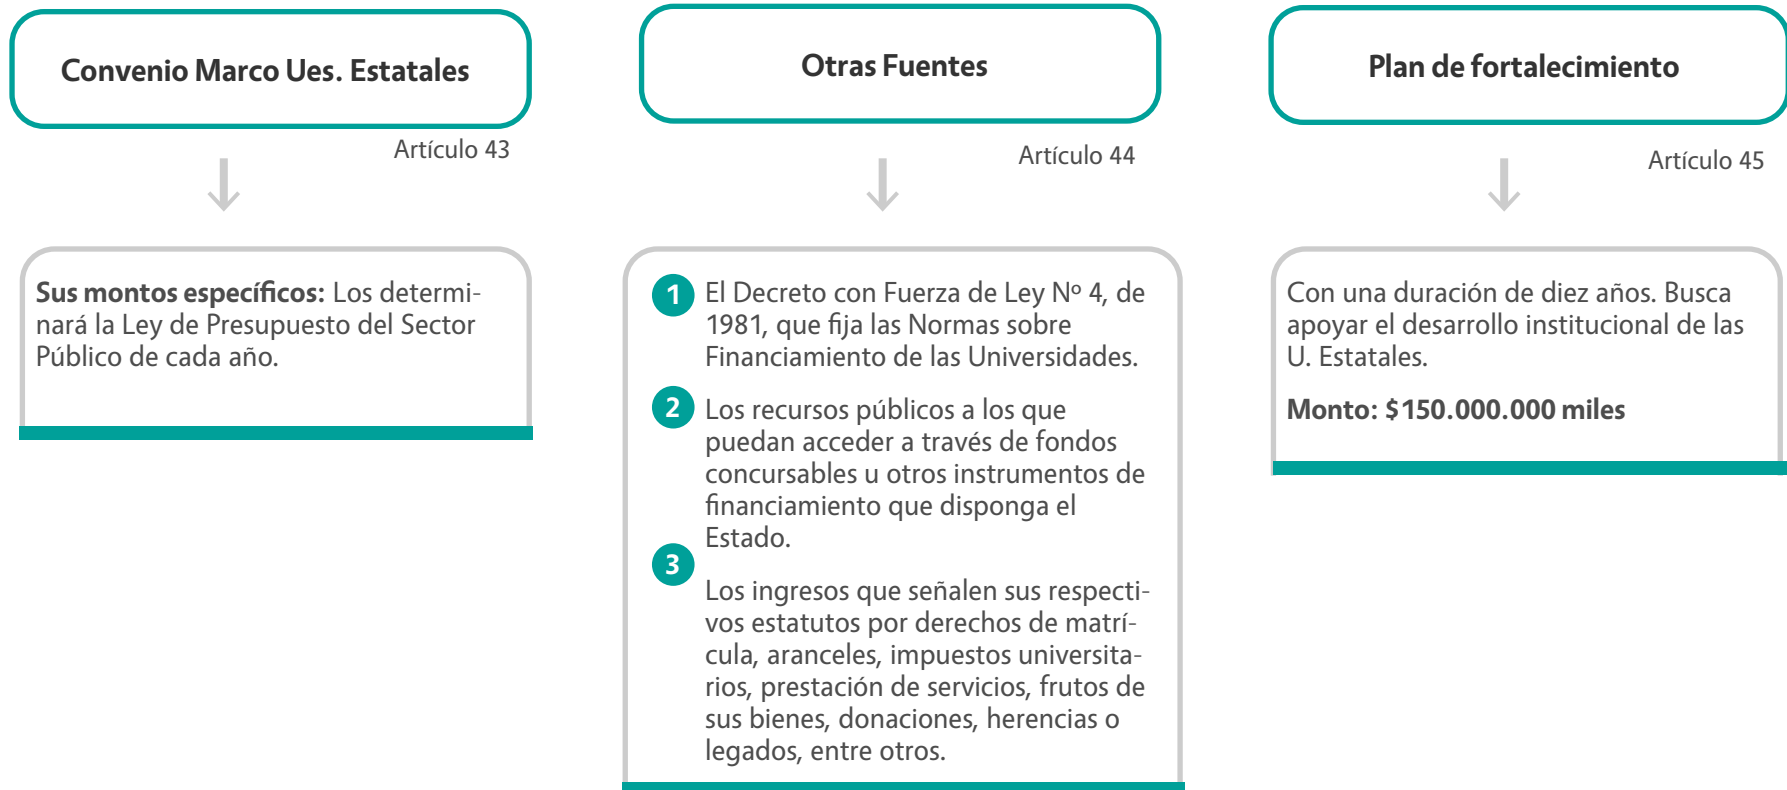 Convenio Marco Ues. Estatales
Artículo 43
Sus montos específicos: Los determi-
nará la Ley de Presupuesto del Sector
Público de cada año.
Otras Fuentes
Artículo 44
1 El Decreto con Fuerza de Ley Nº 4, de
1981, que fija las Normas sobre
Financiamiento de las Universidades.
2 Los recursos públicos a los que
puedan acceder a través de fondos
concursables u otros instrumentos de
financiamiento que disponga el
Estado.
3
Los ingresos que señalen sus respecti-
vos estatutos por derechos de matrí-
cula, aranceles, impuestos universita-
rios, prestación de servicios, frutos de
sus bienes, donaciones, herencias o
legados, entre otros.
Plan de fortalecimiento
Artículo 45
Con una duración de diez años. Busca
apoyar el desarrollo institucional de las
U. Estatales.
Monto: $150.000.000 miles